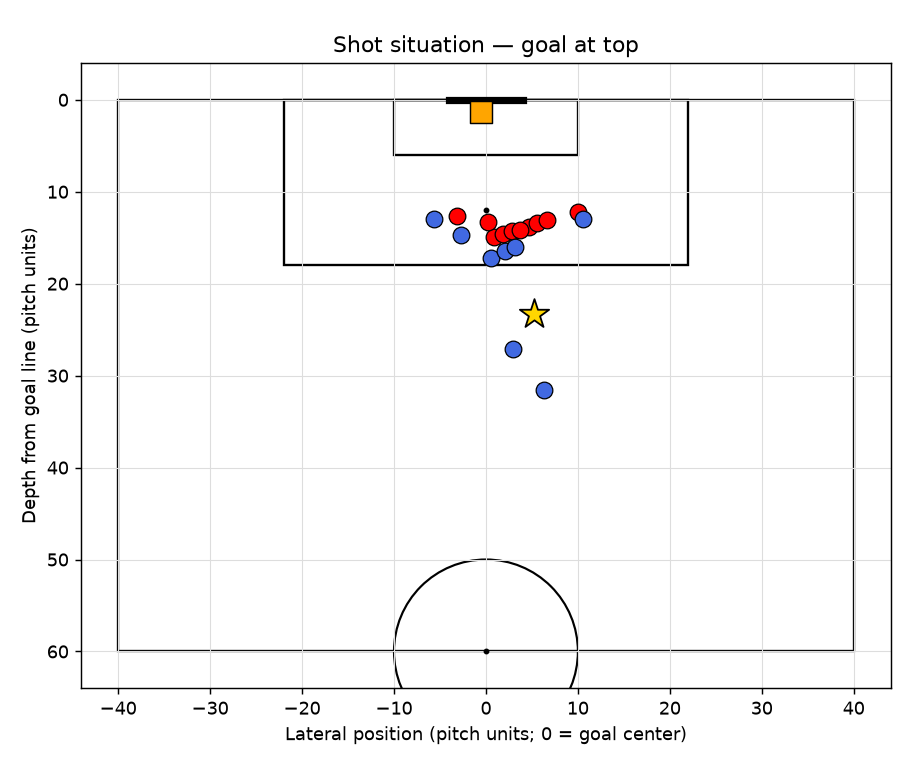 Shot situation — goal at top
Depth from goal line (pitch units)
0
10
20
30
40
50
60
−40 −30 −20 −10 0 10 20 30 40
Lateral position (pitch units; 0 = goal center)